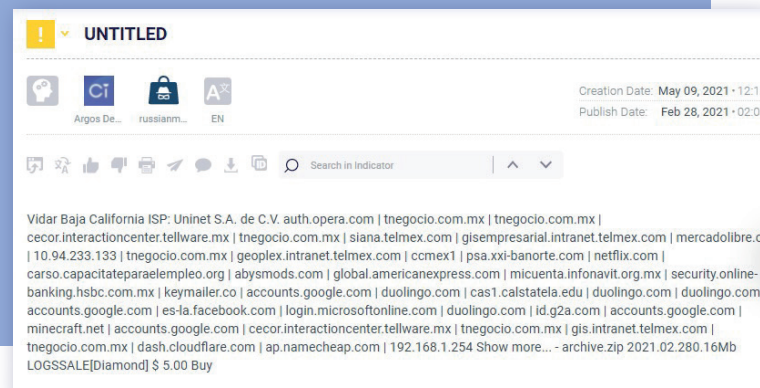 ! UNTITLED
Ci
Argos De... russianm... EN
Creation Date: May 09, 2021 · 12:1
Publish Date: Feb 28, 2021 · 02:0
Search in Indicator
Vidar Baja California ISP: Uninet S.A. de C.V. auth.opera.com | tnegocio.com.mx | tnegocio.com.mx |
cecor.interactioncenter.tellware.mx | tnegocio.com.mx | siana.telmex.com | gisempresarial.intranet.telmex.com | mercadolibre.c
| 10.94.233.133 | tnegocio.com.mx | geoplex.intranet.telmex.com | ccmex1 | psa.xxi-banorte.com | netflix.com |
carso.capacitateparaelempleo.org | abysmods.com | global.americanexpress.com | micuenta.infonavit.org.mx | security.online-
banking.hsbc.com.mx | keymailer.co | accounts.google.com | duolingo.com | cas1.calstatela.edu | duolingo.com | duolingo.com
accounts.google.com | es-la.facebook.com | login.microsoftonline.com | duolingo.com | id.g2a.com | accounts.google.com |
minecraft.net | accounts.google.com | cecor.interactioncenter.tellware.mx | tnegocio.com.mx | gis.intranet.telmex.com |
tnegocio.com.mx | dash.cloudflare.com | ap.namecheap.com | 192.168.1.254 Show more... - archive.zip 2021.02.280.16Mb
LOGSSALE[Diamond] $ 5.00 Buy